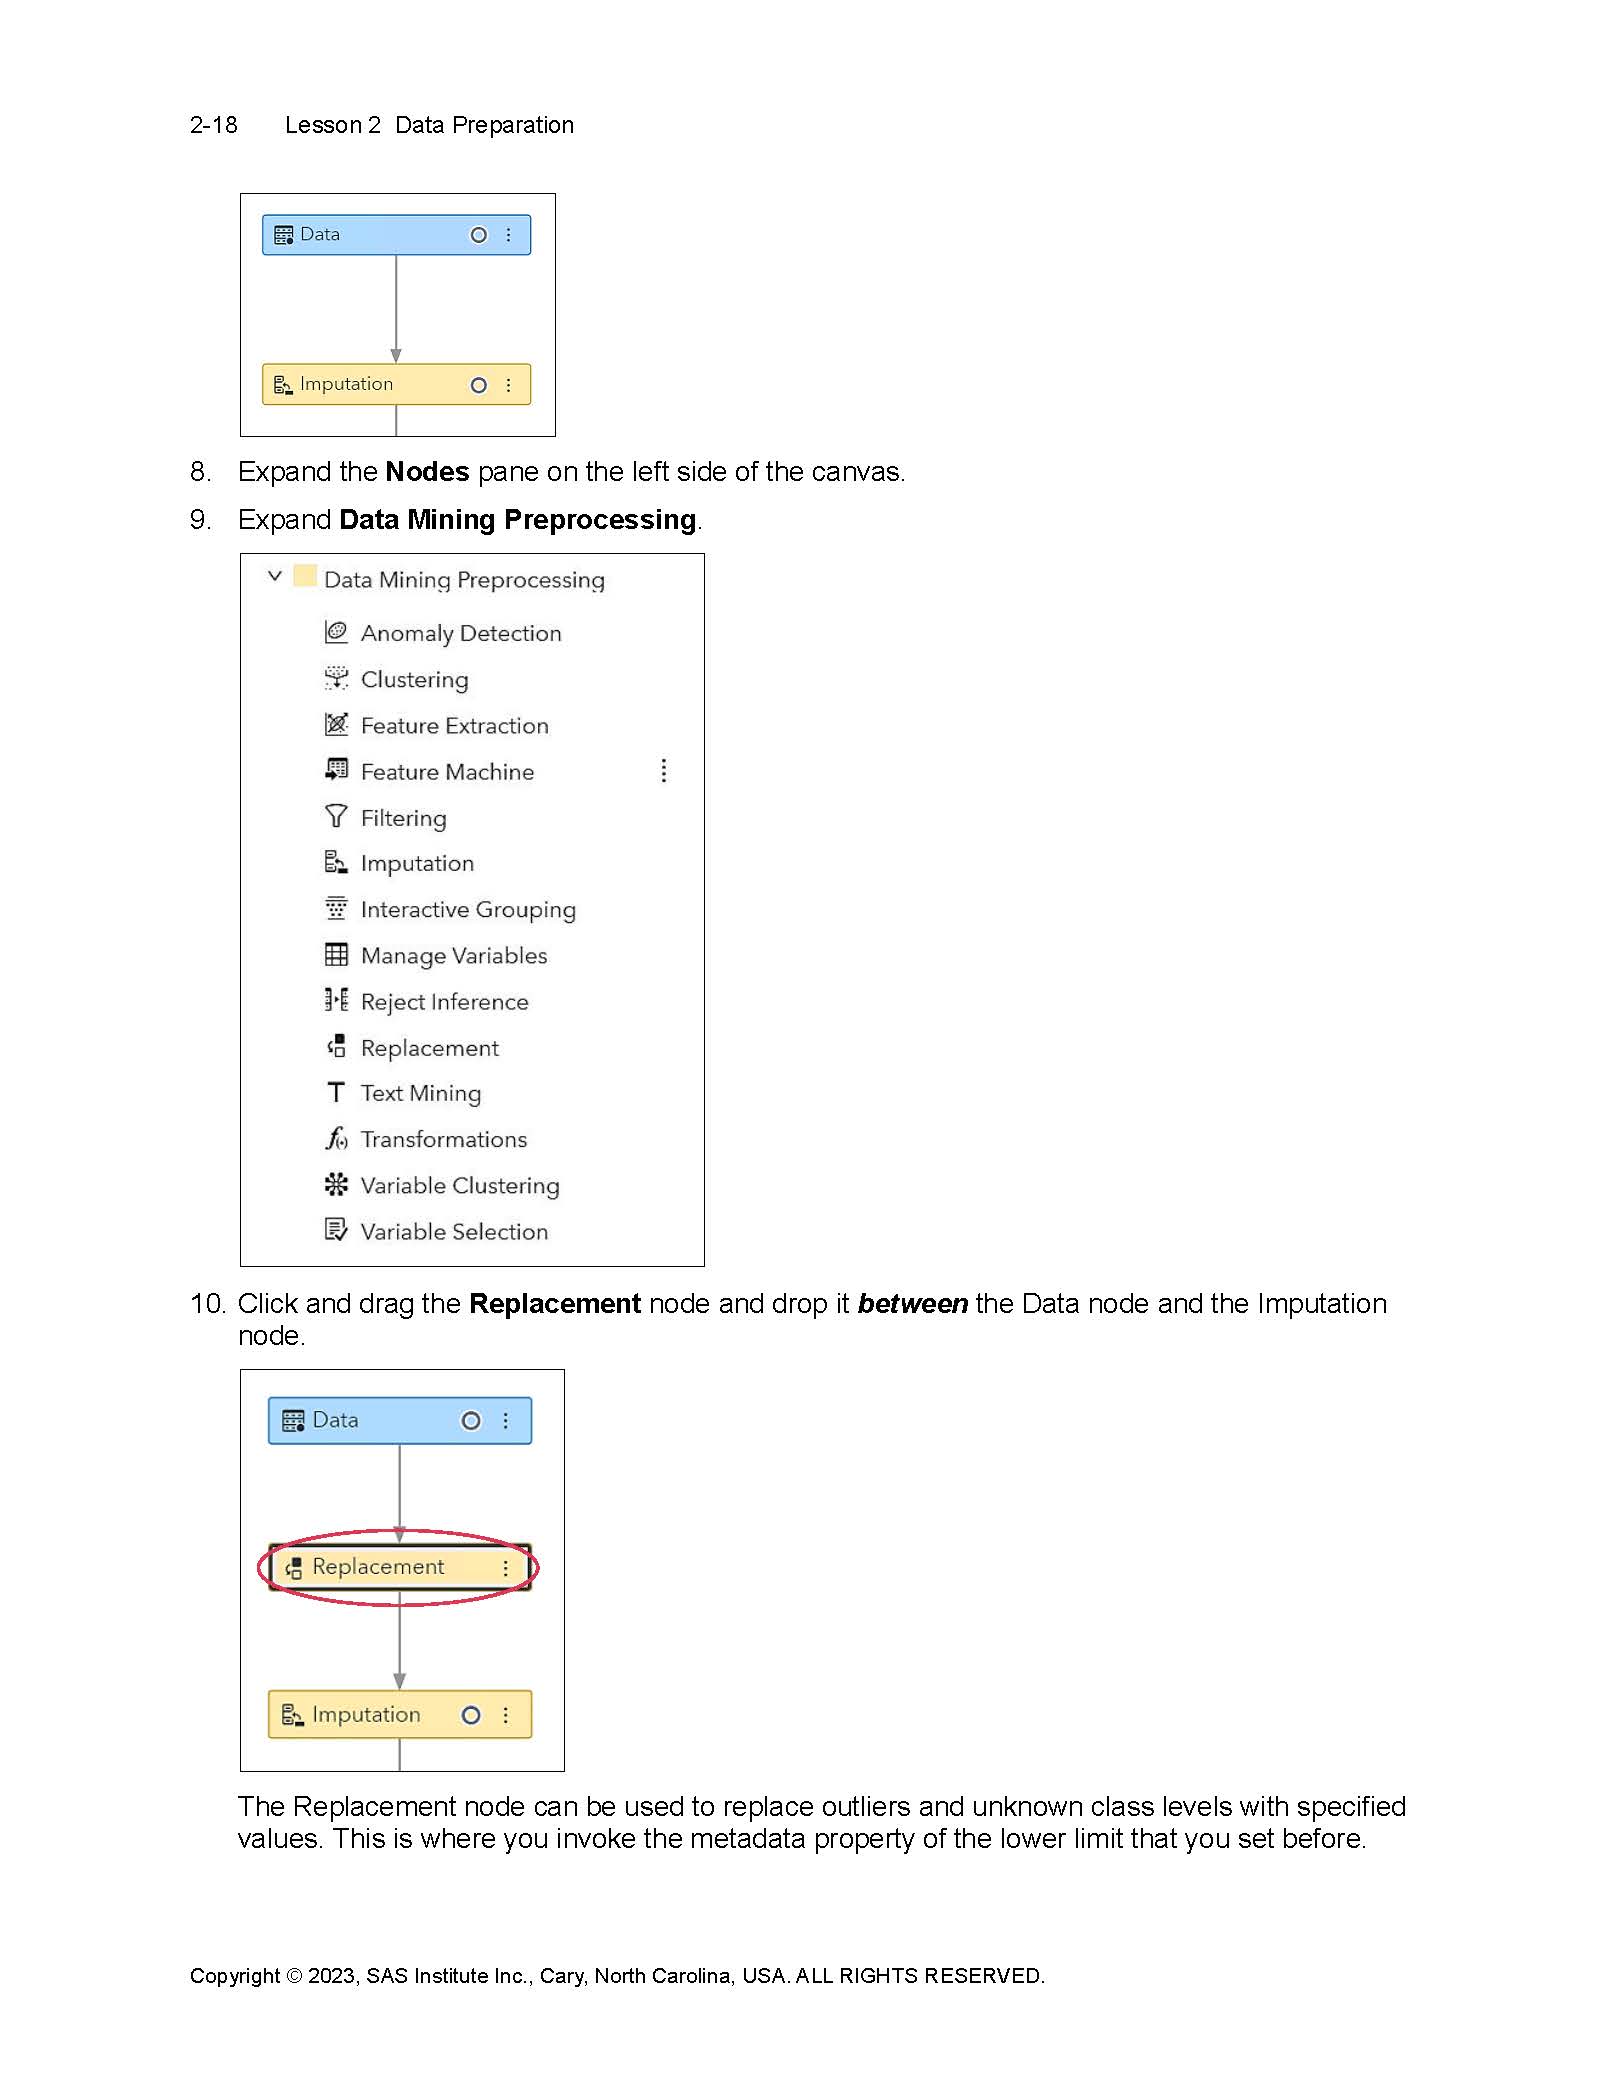 2-18 Lesson 2 Data Preparation
Data
Imputation
8. Expand the Nodes pane on the left side of the canvas.
9. Expand Data Mining Preprocessing.
Data Mining Preprocessing
Anomaly Detection
Clustering
Feature Extraction
Feature Machine
Filtering
Imputation
Interactive Grouping
Manage Variables
Reject Inference
Replacement
Text Mining
Transformations
Variable Clustering
Variable Selection
10. Click and drag the Replacement node and drop it between the Data node and the Imputation
node.
Data
Replacement
Imputation
The Replacement node can be used to replace outliers and unknown class levels with specified
values. This is where you invoke the metadata property of the lower limit that you set before.
Copyright © 2023, SAS Institute Inc., Cary, North Carolina, USA. ALL RIGHTS RESERVED.